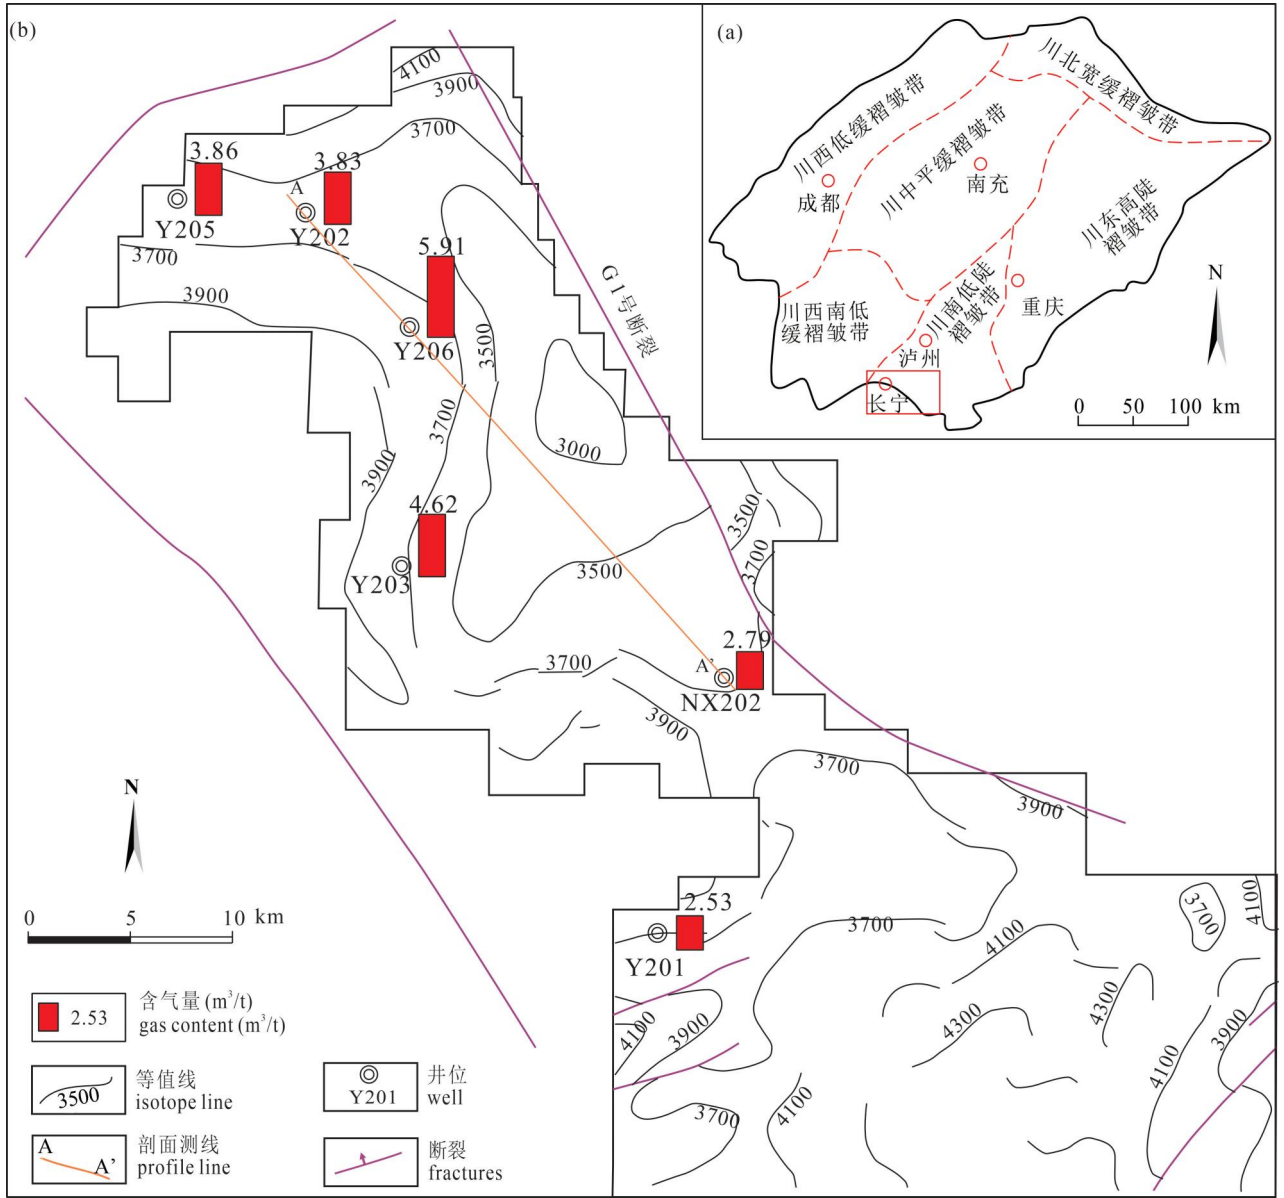 (b)
4100
3900
3700
3.86
3.83
A
Y205
Y202
3700
5.91
3900
Y206
3500
G1号断裂
3700
3000
3900
4.62
3500
3700
Y203
3500
2.79
3700
A'
NX202
3900
3700
3900
2.53
3700
4100
3700
4100
Y201
4300
4300
4100
3900
3900
4100
4100
3700
(a)
川北宽缓褶皱带
川西低缓褶皱带
川中平缓褶皱带
南充
成都
川东高陡
褶皱带
川南低陡
褶皱带
重庆
川西南低
缓褶皱带
泸州
长宁
N
0 50 100 km
N
0 5 10 km
2.53
含气量 (m³/t)
gas content (m³/t)
3500
等值线
isotope line
A
A'
剖面测线
profile line
Y201
井位
well
断裂
fractures